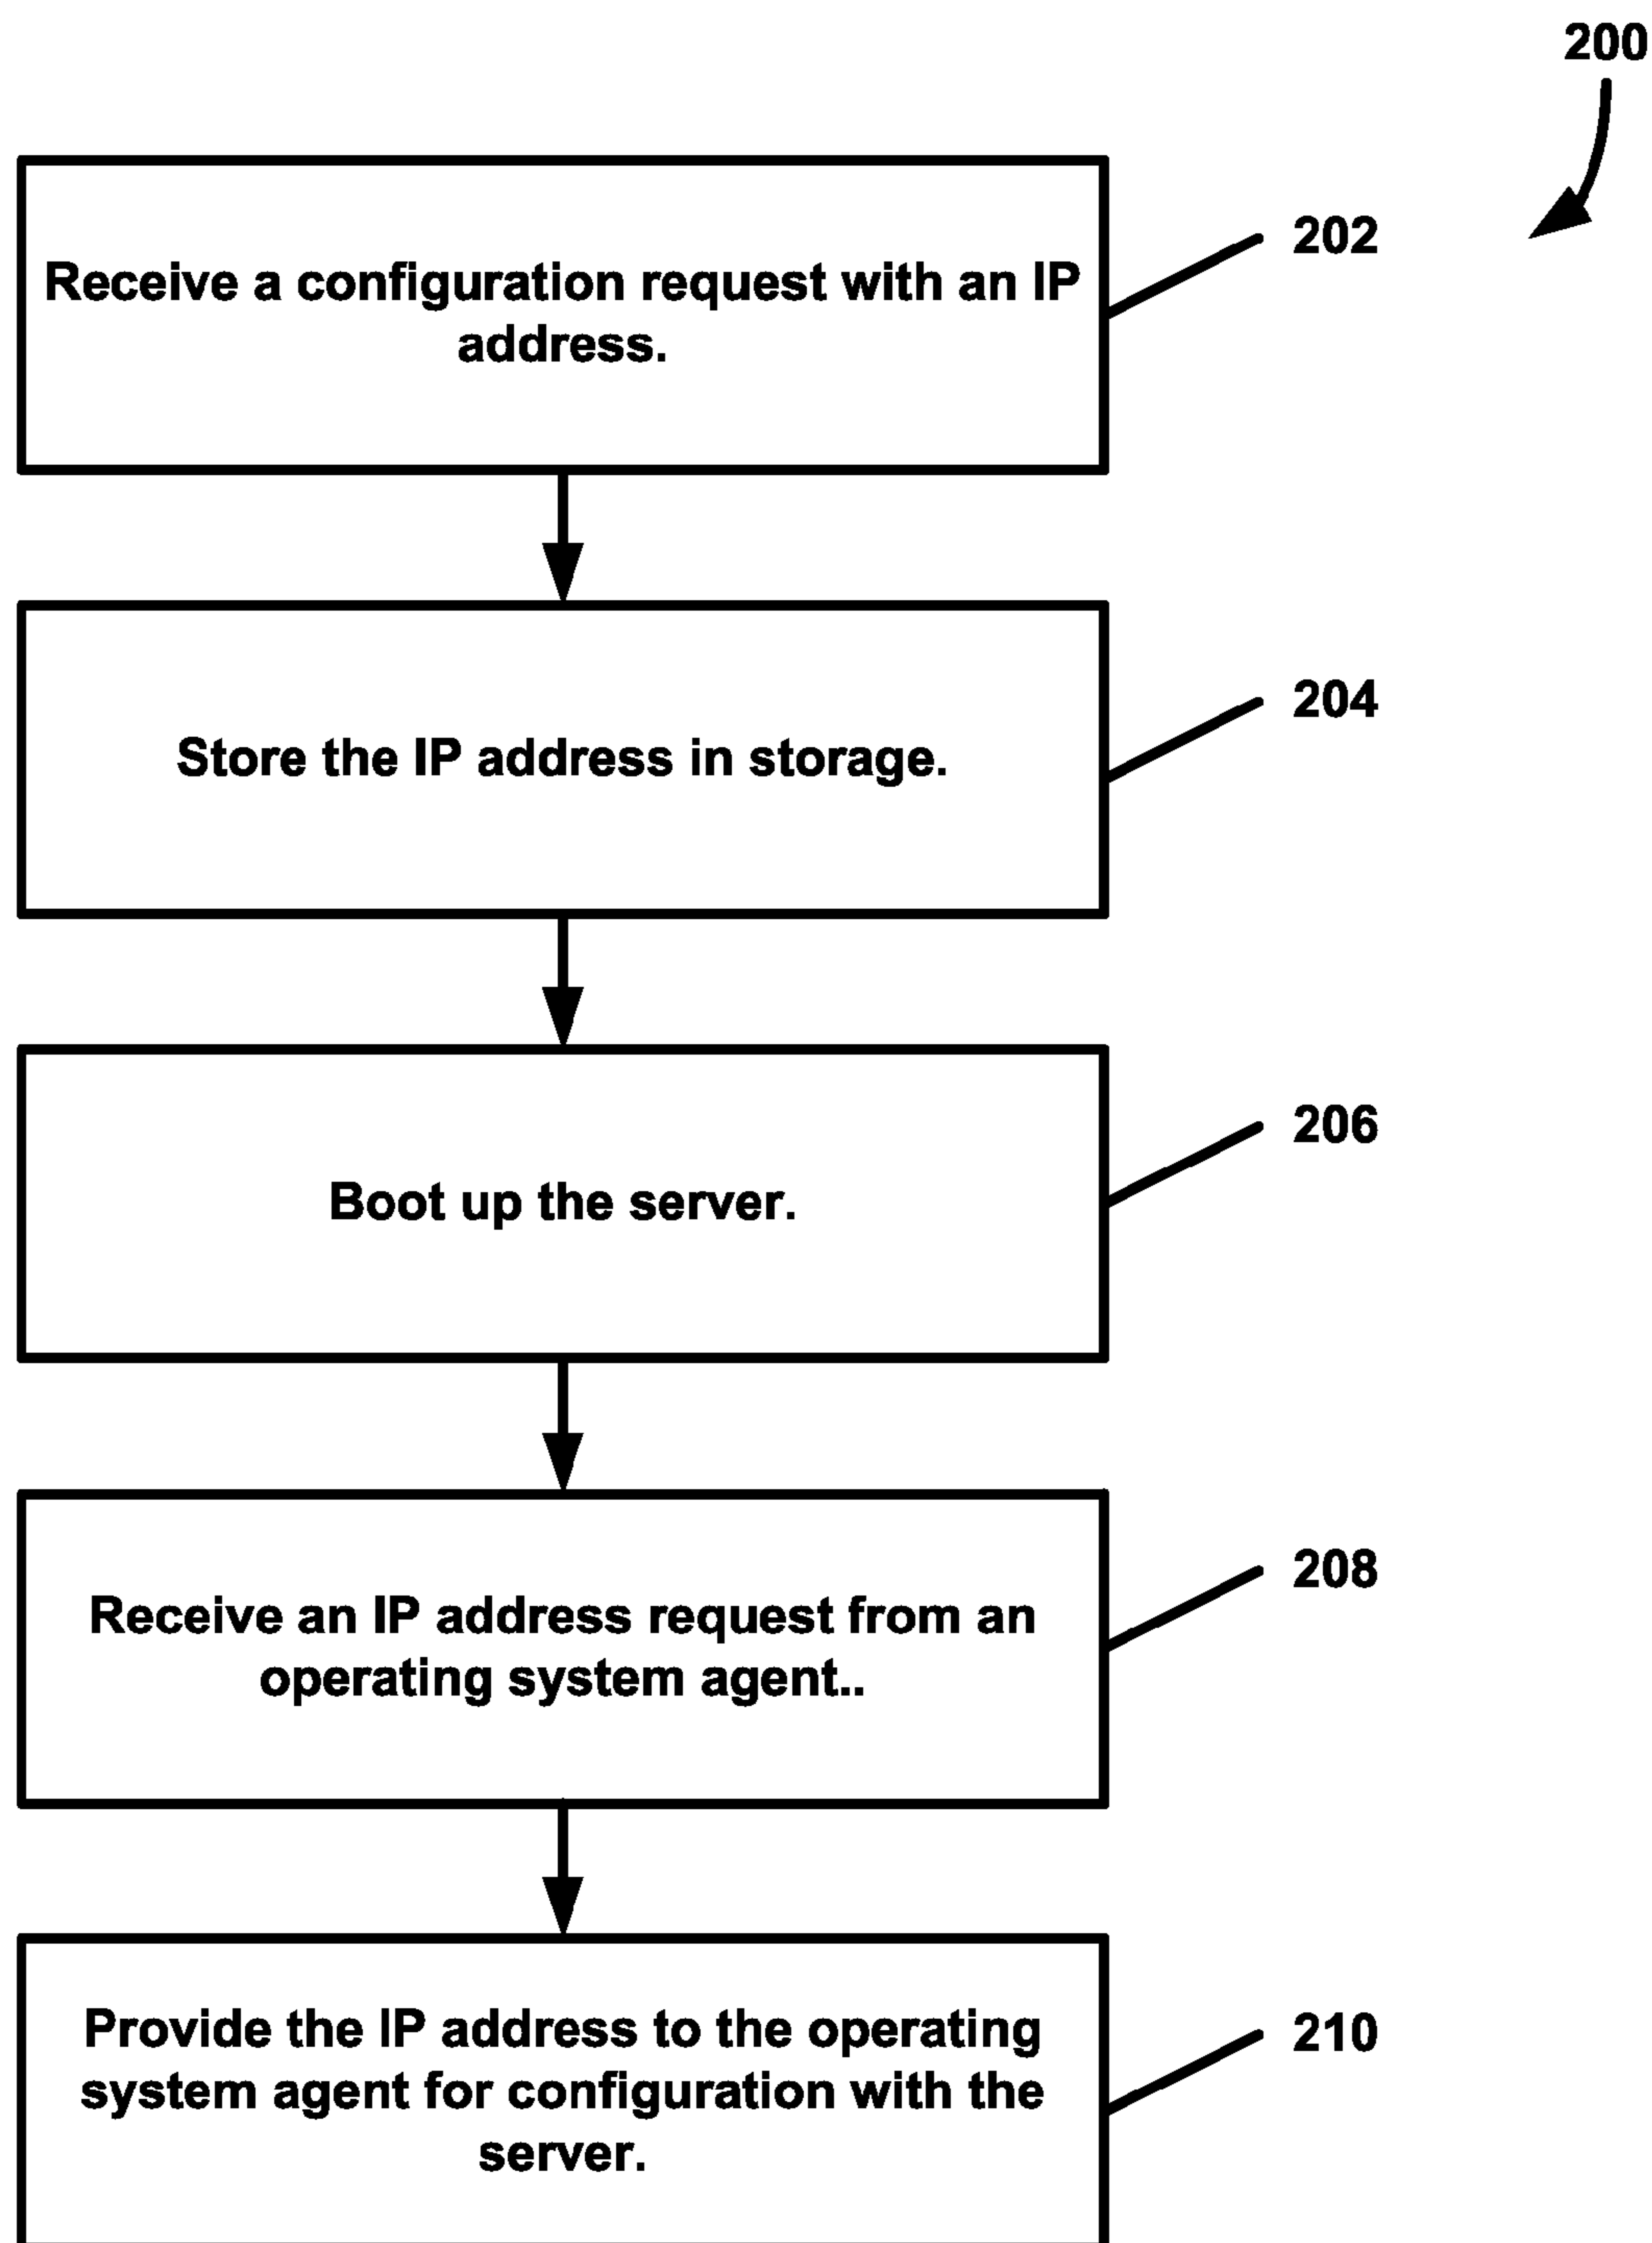 200
Receive a configuration request with an IP
address.
202
Store the IP address in storage.
204
Boot up the server.
206
Receive an IP address request from an
operating system agent..
208
Provide the IP address to the operating
system agent for configuration with the
server.
210